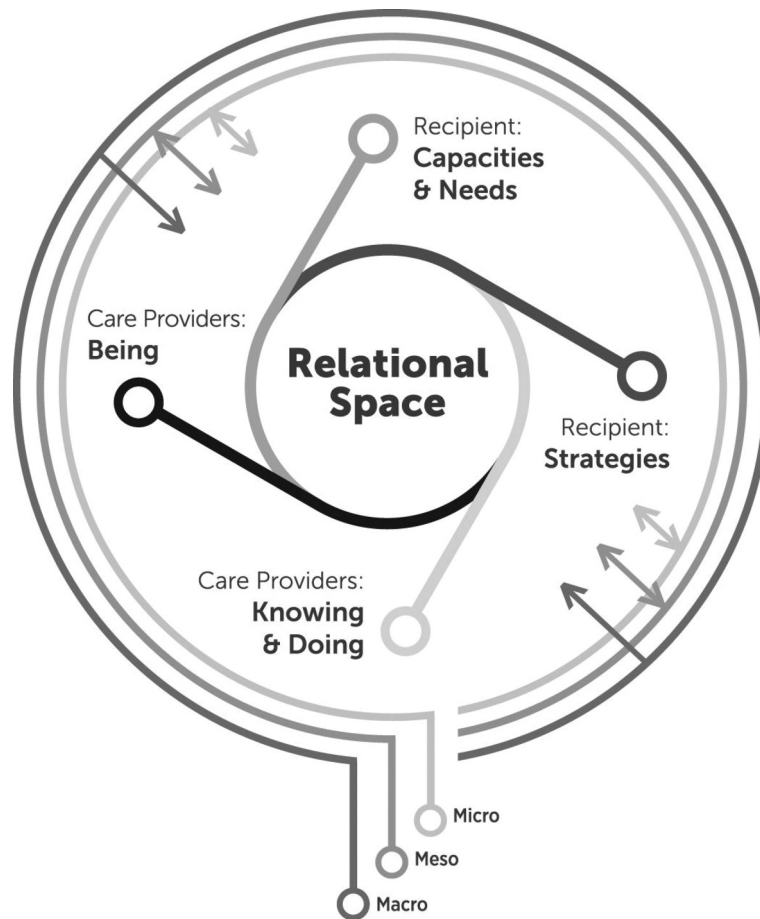 Recipient:
Capacities
& Needs
Care Providers:
Being
Relational
Space
Recipient:
Strategies
Care Providers:
Knowing
& Doing
Micro
Meso
Macro